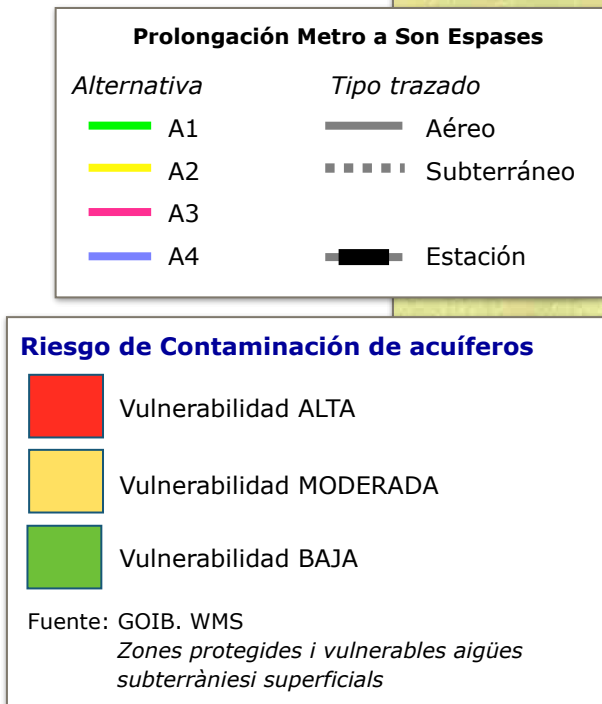 Prolongación Metro a Son Espases
Alternativa
Tipo trazado
A1
Aéreo
A2
Subterráneo
A3
A4
Estación
Riesgo de Contaminación de acuíferos
Vulnerabilidad ALTA
Vulnerabilidad MODERADA
Vulnerabilidad BAJA
Fuente: GOIB. WMS
Zones protegides i vulnerables aigües
subterràniesi superficials